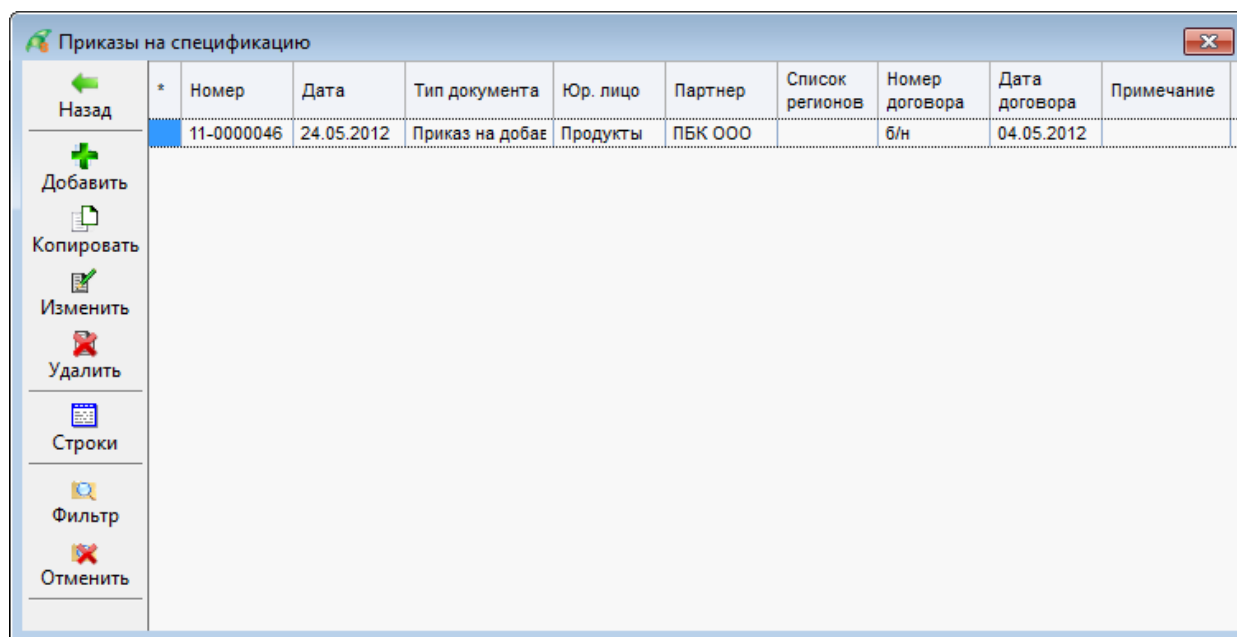 Приказы на спецификацию
Назад
Добавить
Копировать
Изменить
Удалить
Строки
Фильтр
Отменить
* Номер Дата Тип документа Юр. лицо Партнер Список регионов Номер договора Дата договора Примечание
11-0000046 24.05.2012 Приказ на добав Продукты ПБК ООО б/н 04.05.2012